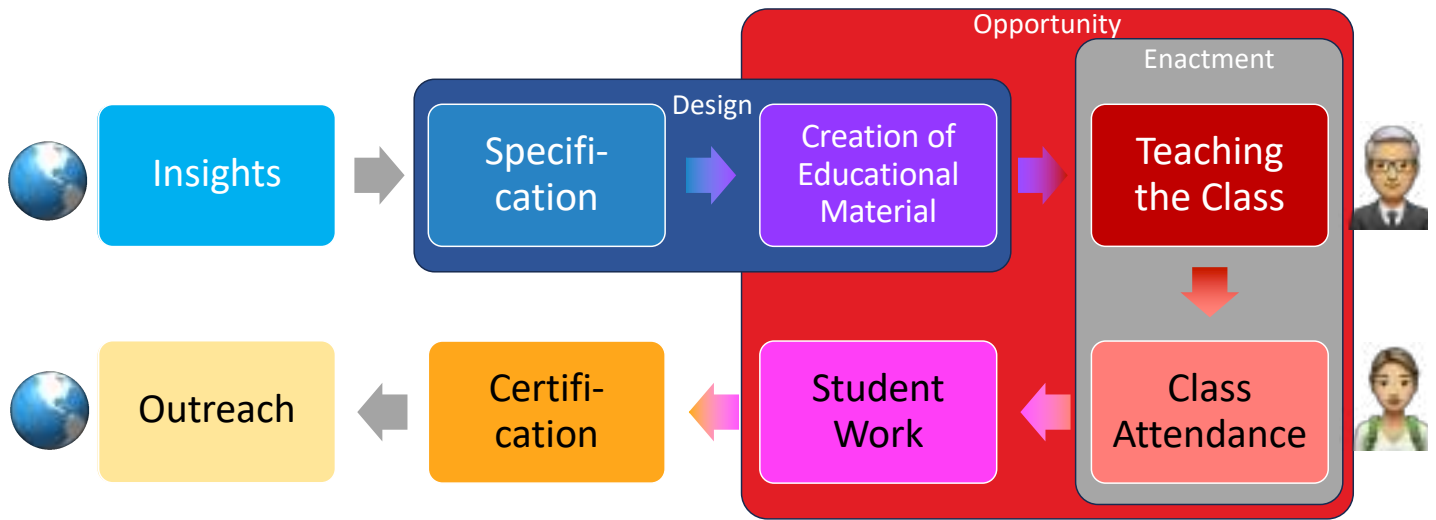 Opportunity
Enactment
Design
Insights
Specifi-
cation
Creation of
Educational
Material
Teaching
the Class
Outreach
Certifi-
cation
Student
Work
Class
Attendance